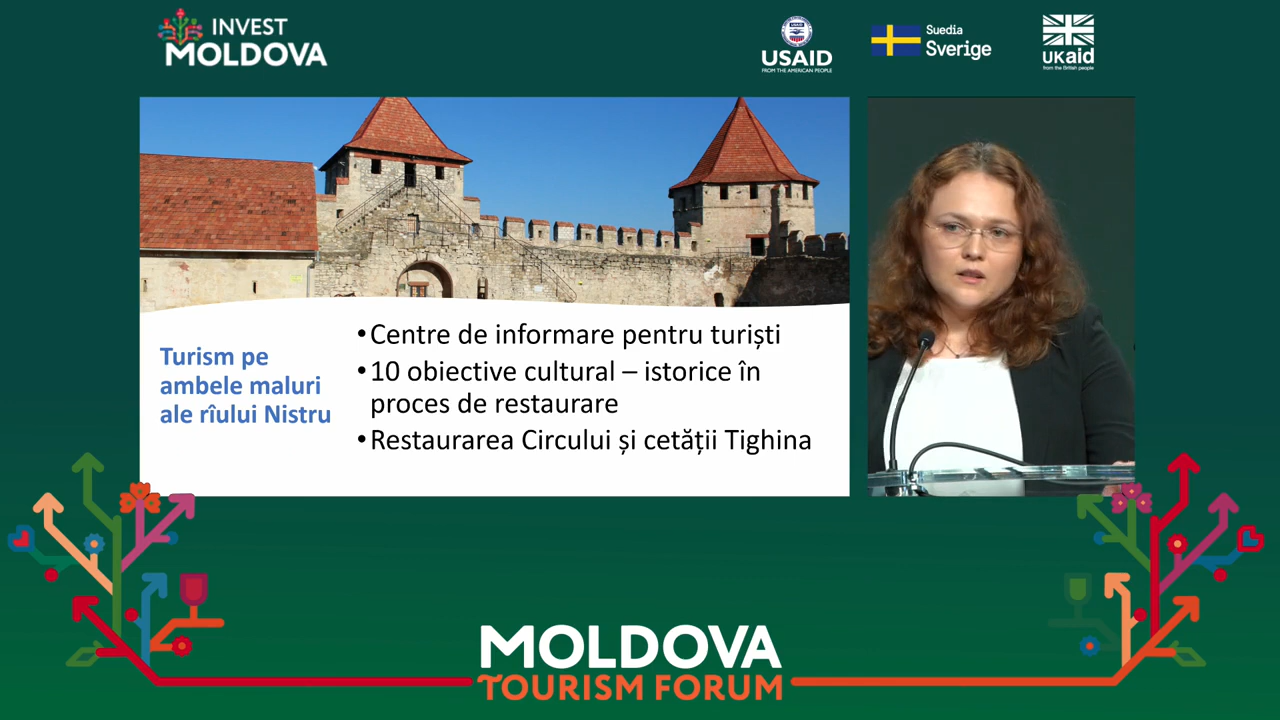 INVEST
MOLDOVA
USAID
FROM THE AMERICAN PEOPLE
Suedia
Sverige
UKaid
from the British people
Turism pe
ambele maluri
ale rîului Nistru
•Centre de informare pentru turiști
•10 obiective cultural – istorice în
proces de restaurare
•Restaurarea Circului și cetății Tighina
MOLDOVA
TOURISM FORUM